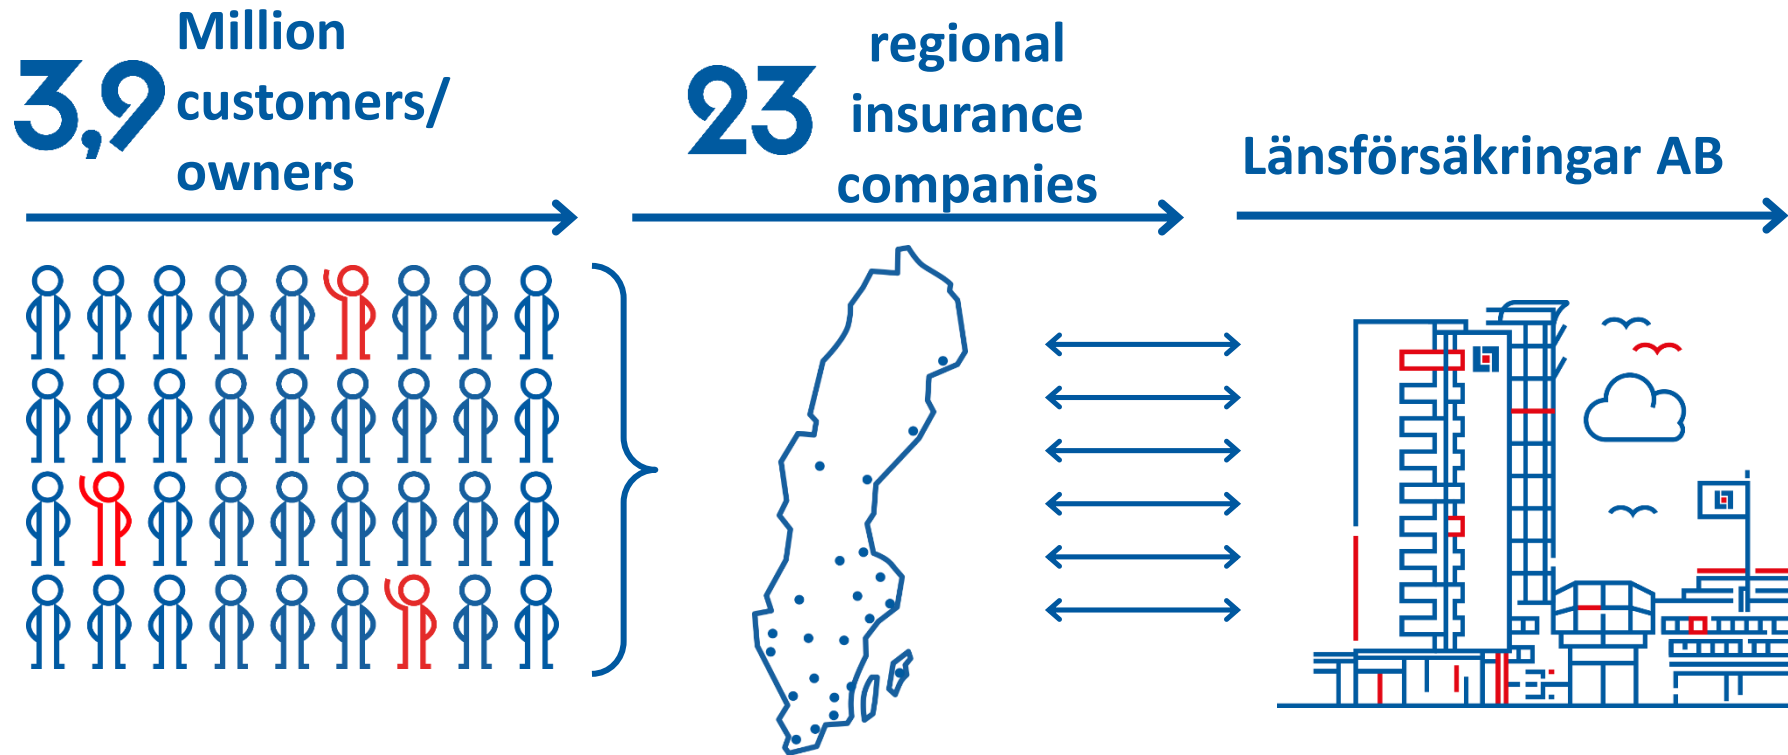 3,9
Million
customers/
owners
23
regional
insurance
companies
Länsförsäkringar AB